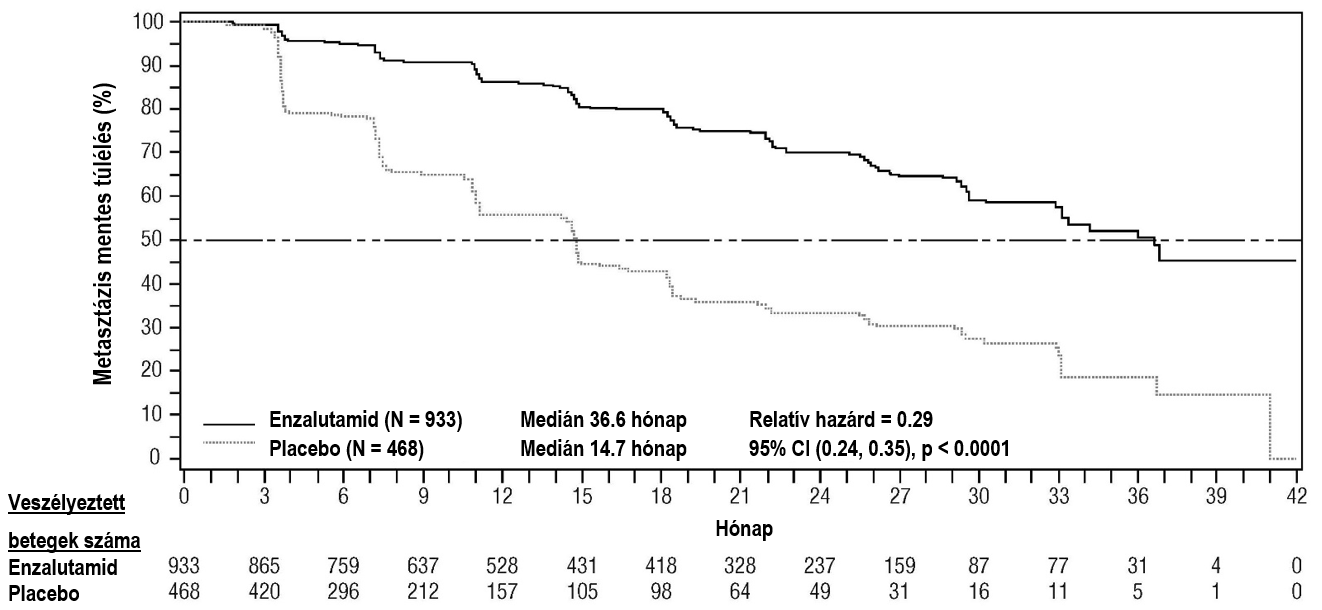 Metasztázis mentes túlélés (%)
100
90
80
70
60
50
40
30
20
10
0
Enzalutamid (N = 933) Medián 36.6 hónap Relatív hazárd = 0.29
Placebo (N = 468) Medián 14.7 hónap 95% CI (0.24, 0.35), p < 0.0001
0 3 6 9 12 15 18 21 24 27 30 33 36 39 42
Hónap
Veszélyeztett
betegek száma
Enzalutamid 933 865 759 637 528 431 418 328 237 159 87 77 31 4 0
Placebo 468 420 296 212 157 105 98 64 49 31 16 11 5 1 0